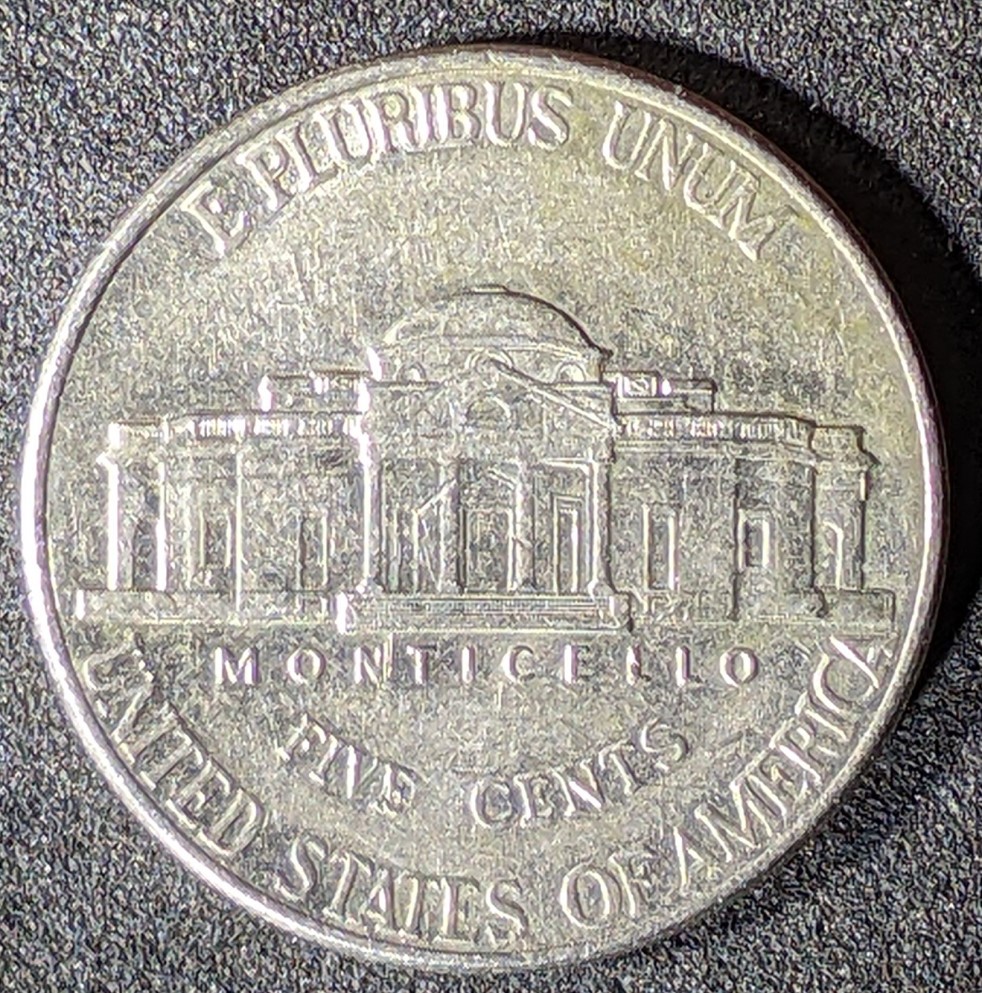 E PLURIBUS UNUM
MONTICELLO
FIVE CENTS
UNITED STATES OF AMERICA